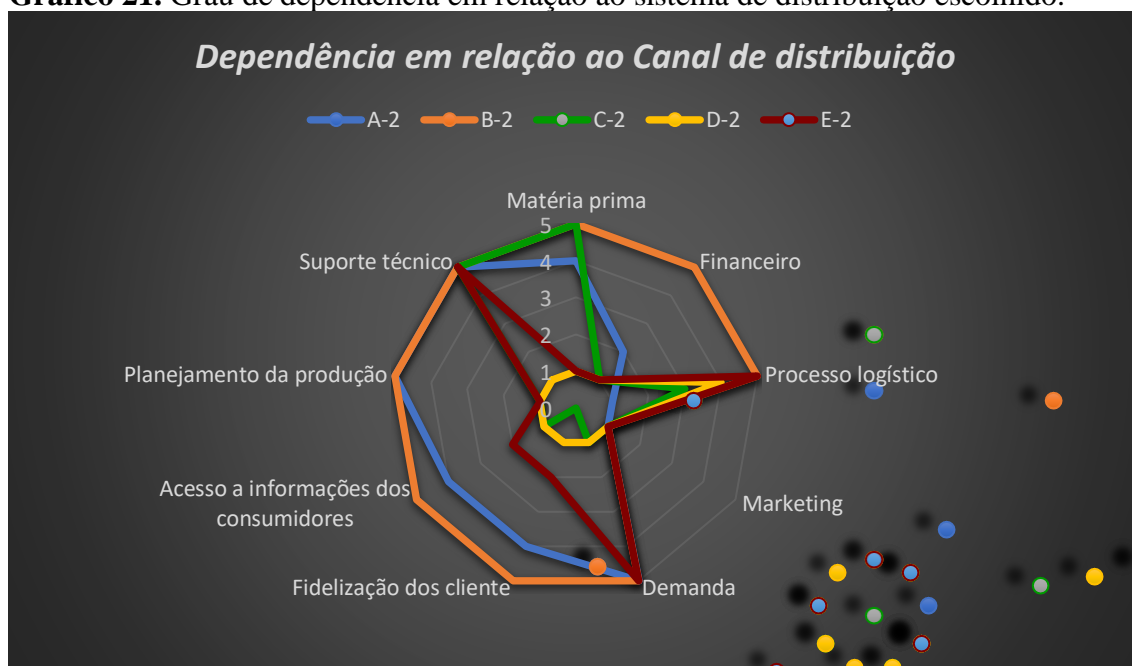 Gráfico 21. Grau de dependência em relação ao sistema de distribuição escolhido.
Dependência em relação ao Canal de distribuição
A-2 B-2 C-2 D-2 E-2
Matéria prima
Financeiro
Processo logístico
Marketing
Demanda
Fidelização dos cliente
Acesso a informações dos
consumidores
Planejamento da produção
Suporte técnico
5
4
3
2
1
0